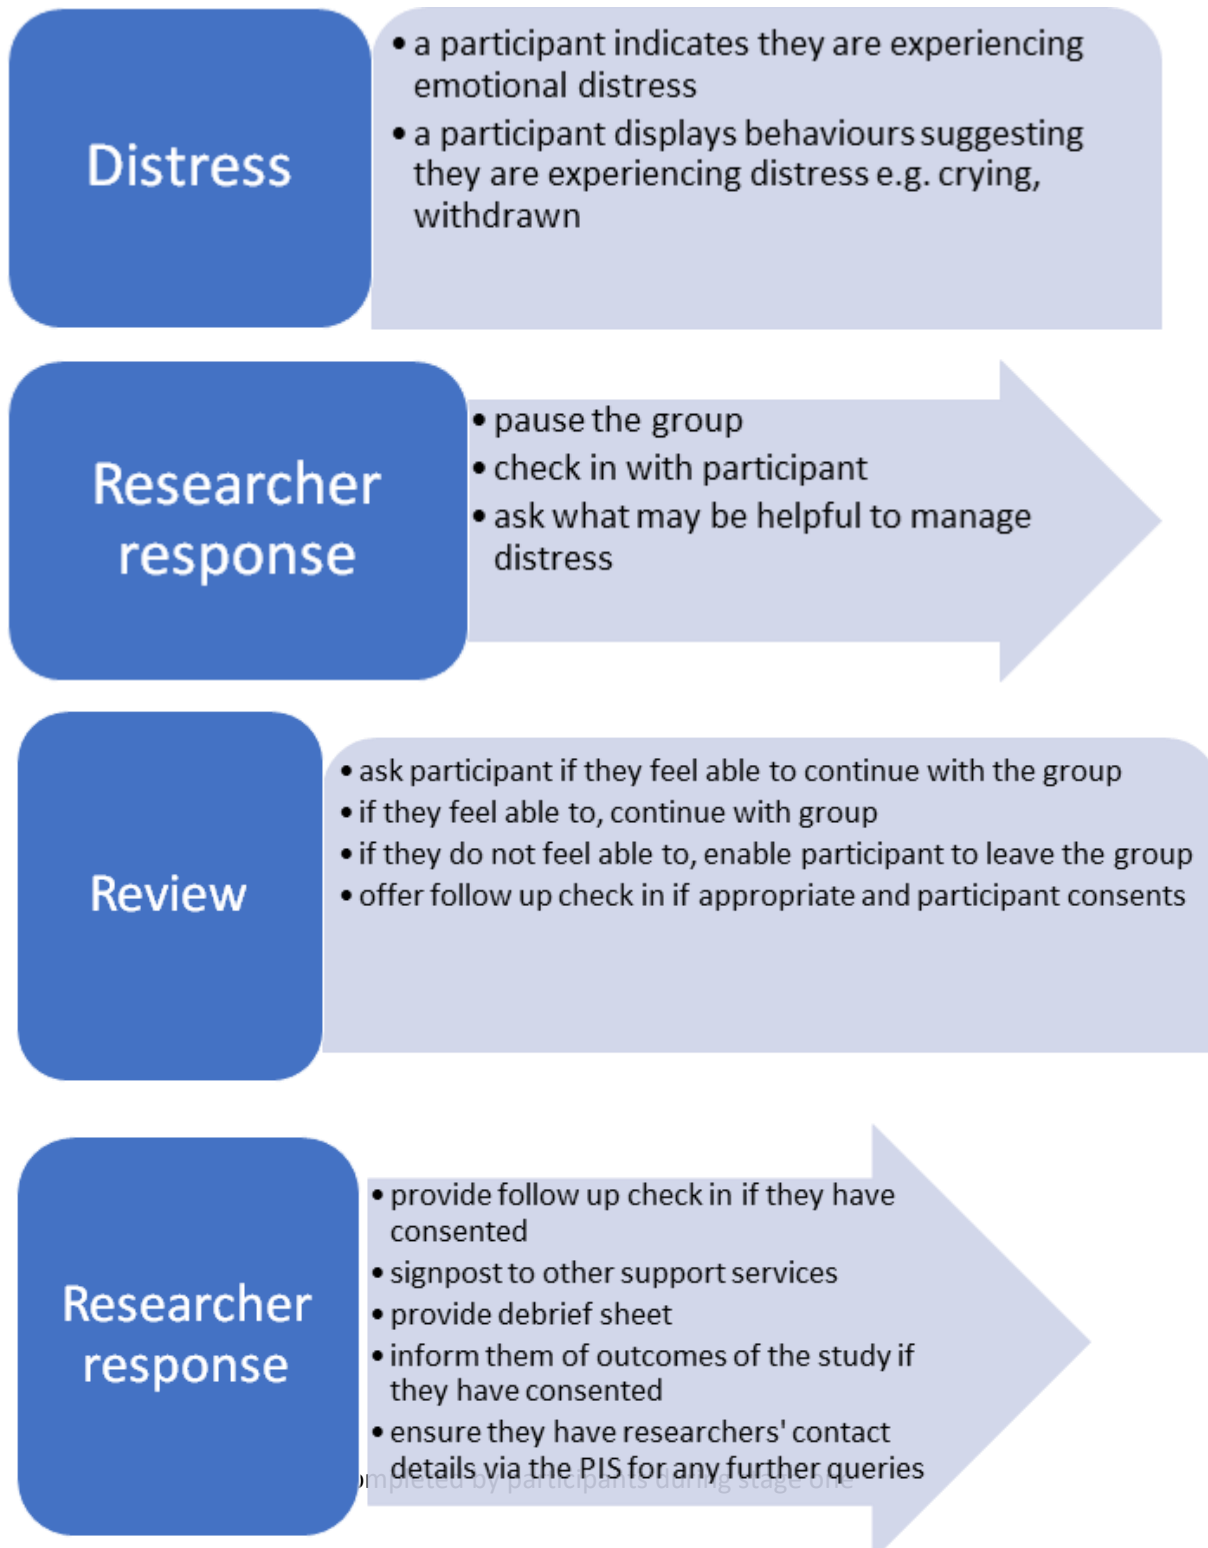 Distress
• a participant indicates they are experiencing
emotional distress
• a participant displays behaviours suggesting
they are experiencing distress e.g. crying,
withdrawn
Researcher
response
• pause the group
• check in with participant
• ask what may be helpful to manage
distress
Review
• ask participant if they feel able to continue with the group
• if they feel able to, continue with group
• if they do not feel able to, enable participant to leave the group
• offer follow up check in if appropriate and participant consents
Researcher
response
• provide follow up check in if they have
consented
• signpost to other support services
• provide debrief sheet
• inform them of outcomes of the study if
they have consented
• ensure they have researchers' contact
details via the PIS for any further queries
by participants during stage one